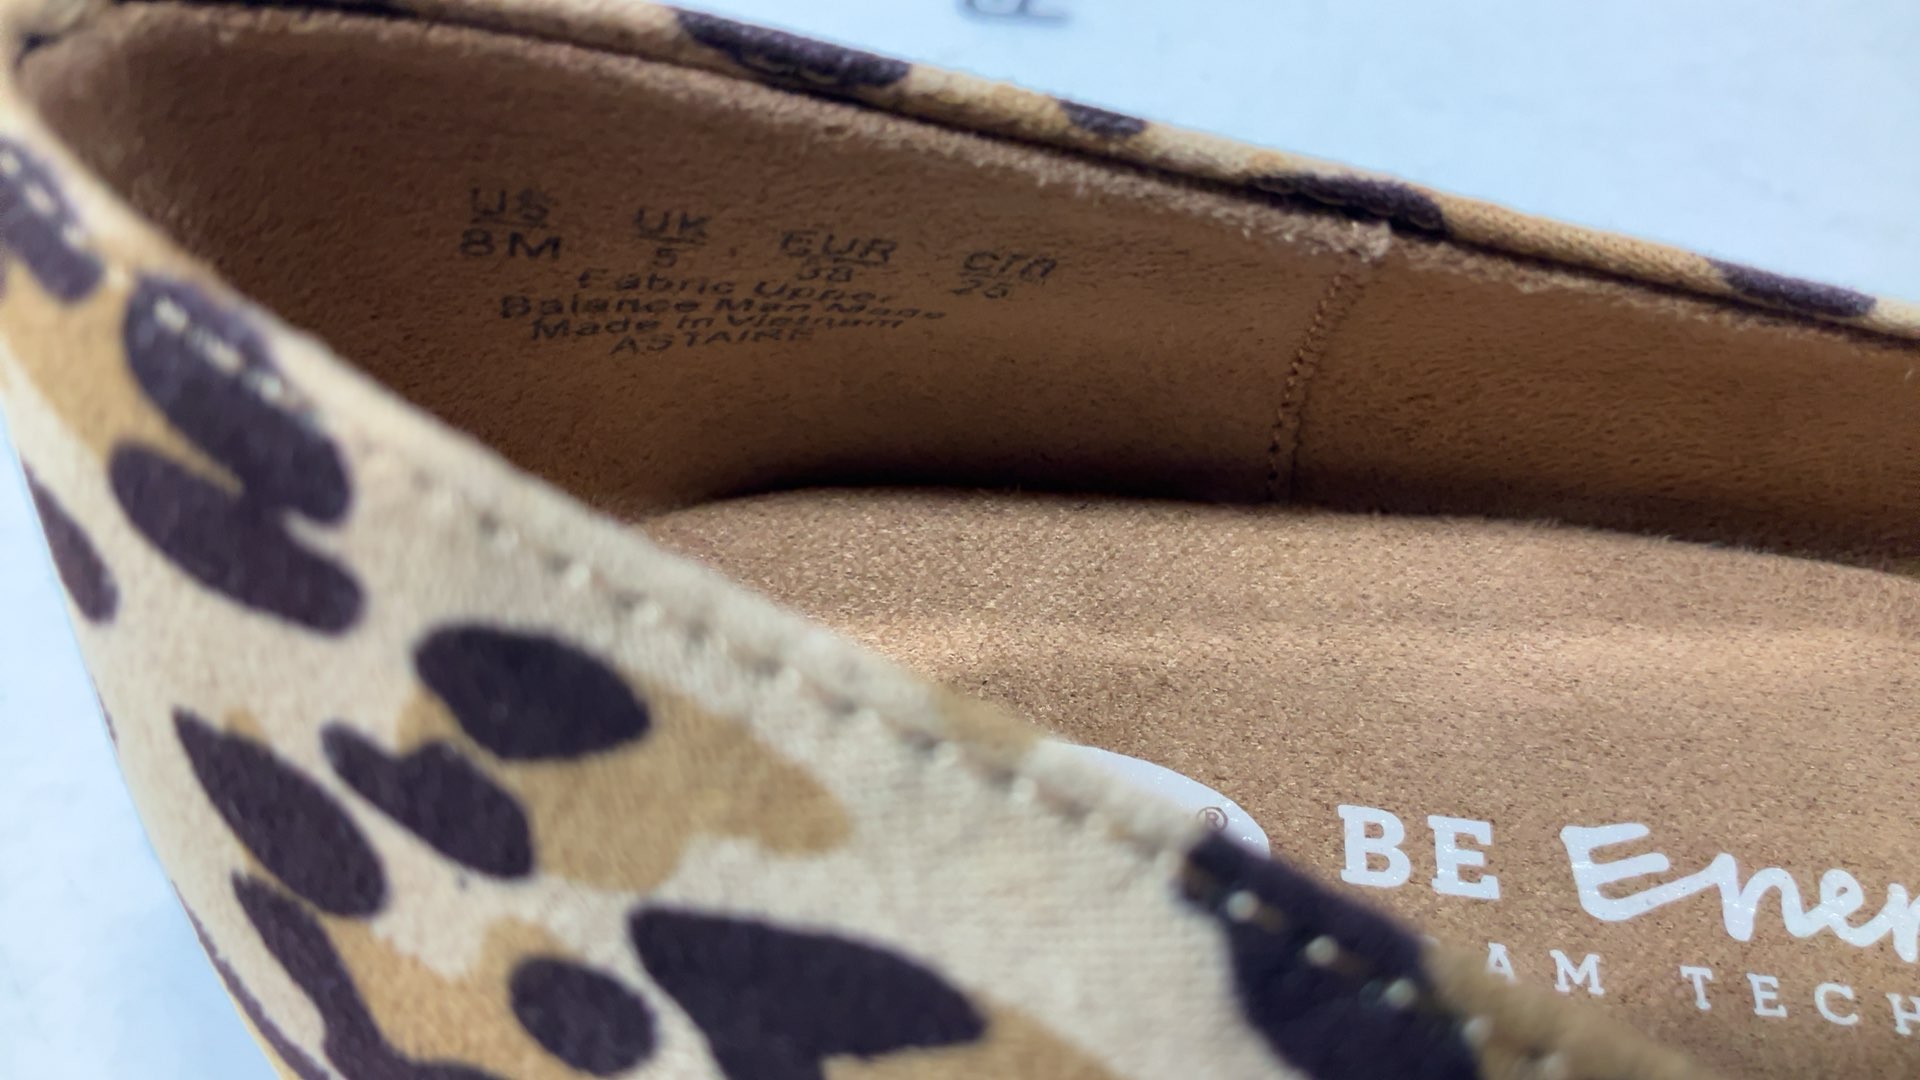 US UK EUR CTN
8M 5 38 25
Fabric Upper
Balance Man Made
Made in Vietnam
ASTAIRE
®
BE Ener
AM TECH